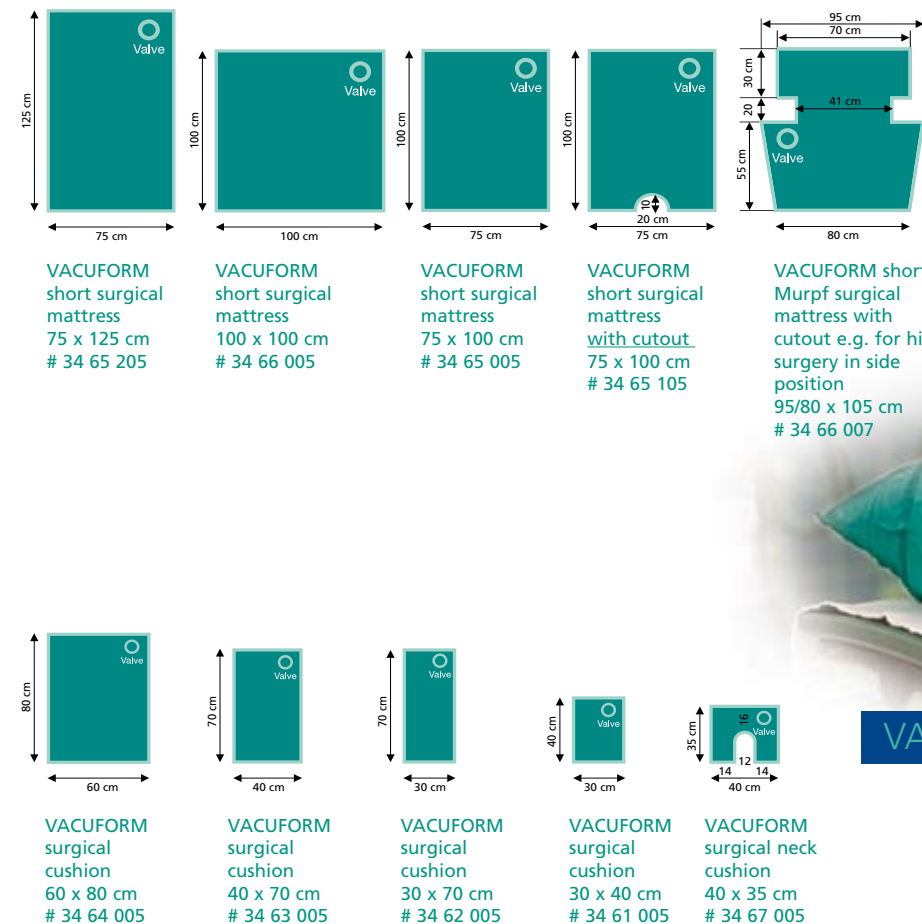 125 cm
Valve
75 cm
VACUFORM
short surgical
mattress
75 x 125 cm
# 34 65 205
100 cm
Valve
100 cm
VACUFORM
short surgical
mattress
100 x 100 cm
# 34 66 005
100 cm
Valve
75 cm
VACUFORM
short surgical
mattress
75 x 100 cm
# 34 65 005
100 cm
Valve
10
20 cm
75 cm
VACUFORM
short surgical
mattress
with cutout
75 x 100 cm
# 34 65 105
95 cm
70 cm
30 cm
20
41 cm
55 cm
Valve
80 cm
VACUFORM short
Murpf surgical
mattress with
cutout e.g. for hi
surgery in side
position
95/80 x 105 cm
# 34 66 007
80 cm
Valve
60 cm
VACUFORM
surgical
cushion
60 x 80 cm
# 34 64 005
70 cm
Valve
40 cm
VACUFORM
surgical
cushion
40 x 70 cm
# 34 63 005
70 cm
Valve
30 cm
VACUFORM
surgical
cushion
30 x 70 cm
# 34 62 005
40 cm
Valve
30 cm
VACUFORM
surgical
cushion
30 x 40 cm
# 34 61 005
35 cm
16
Valve
12
14 14
40 cm
VACUFORM
surgical neck
cushion
40 x 35 cm
# 34 67 005
VA